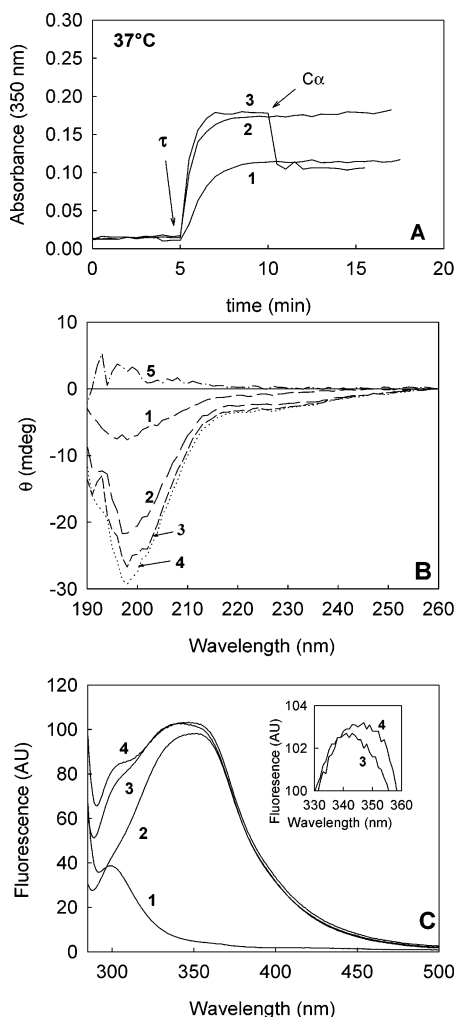 37°C
Absorbance (350 nm)
0.30
0.20
0.15
0.10
0.05
0.00
τ
3
2
1
Cα
A
0 5 10 15 20
time (min)
θ (mdeg)
10
0
-10
-20
-30
5
1
2
3
4
B
190 200 210 220 230 240 250 260
Wavelength (nm)
Fluorescence (AU)
120
100
80
60
40
20
0
4
3
2
1
C
300 350 400 450 500
Wavelength (nm)
Fluoresence (AU)
104
102
100
4
3
330 340 350 360
Wavelength (nm)